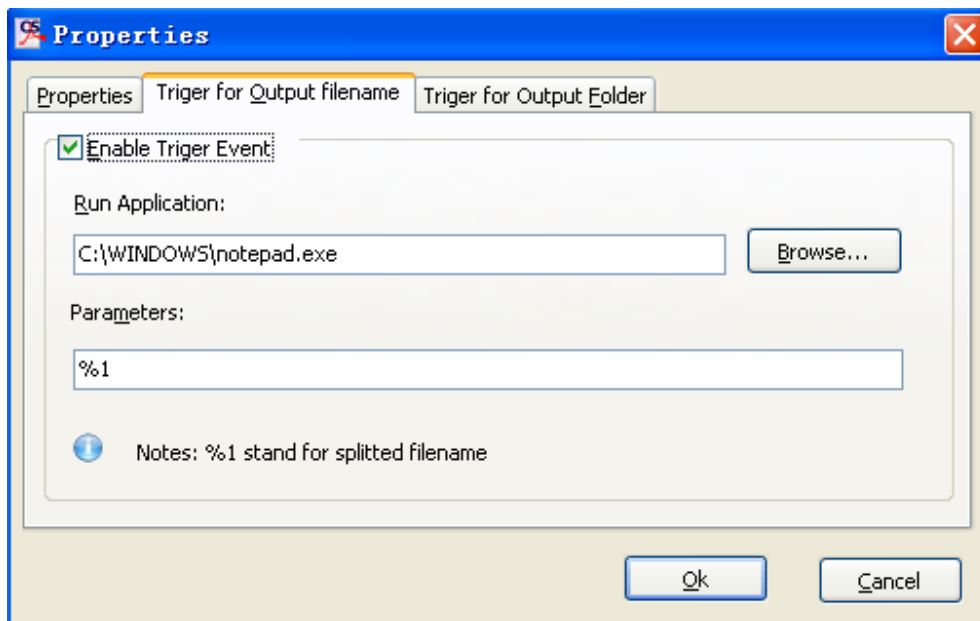 Properties
Properties
Triger for Output filename
Triger for Output Folder
Enable Triger Event
Run Application:
C:\WINDOWS\notepad.exe
Browse...
Parameters:
%1
Notes: %1 stand for splitted filename
Ok
Cancel